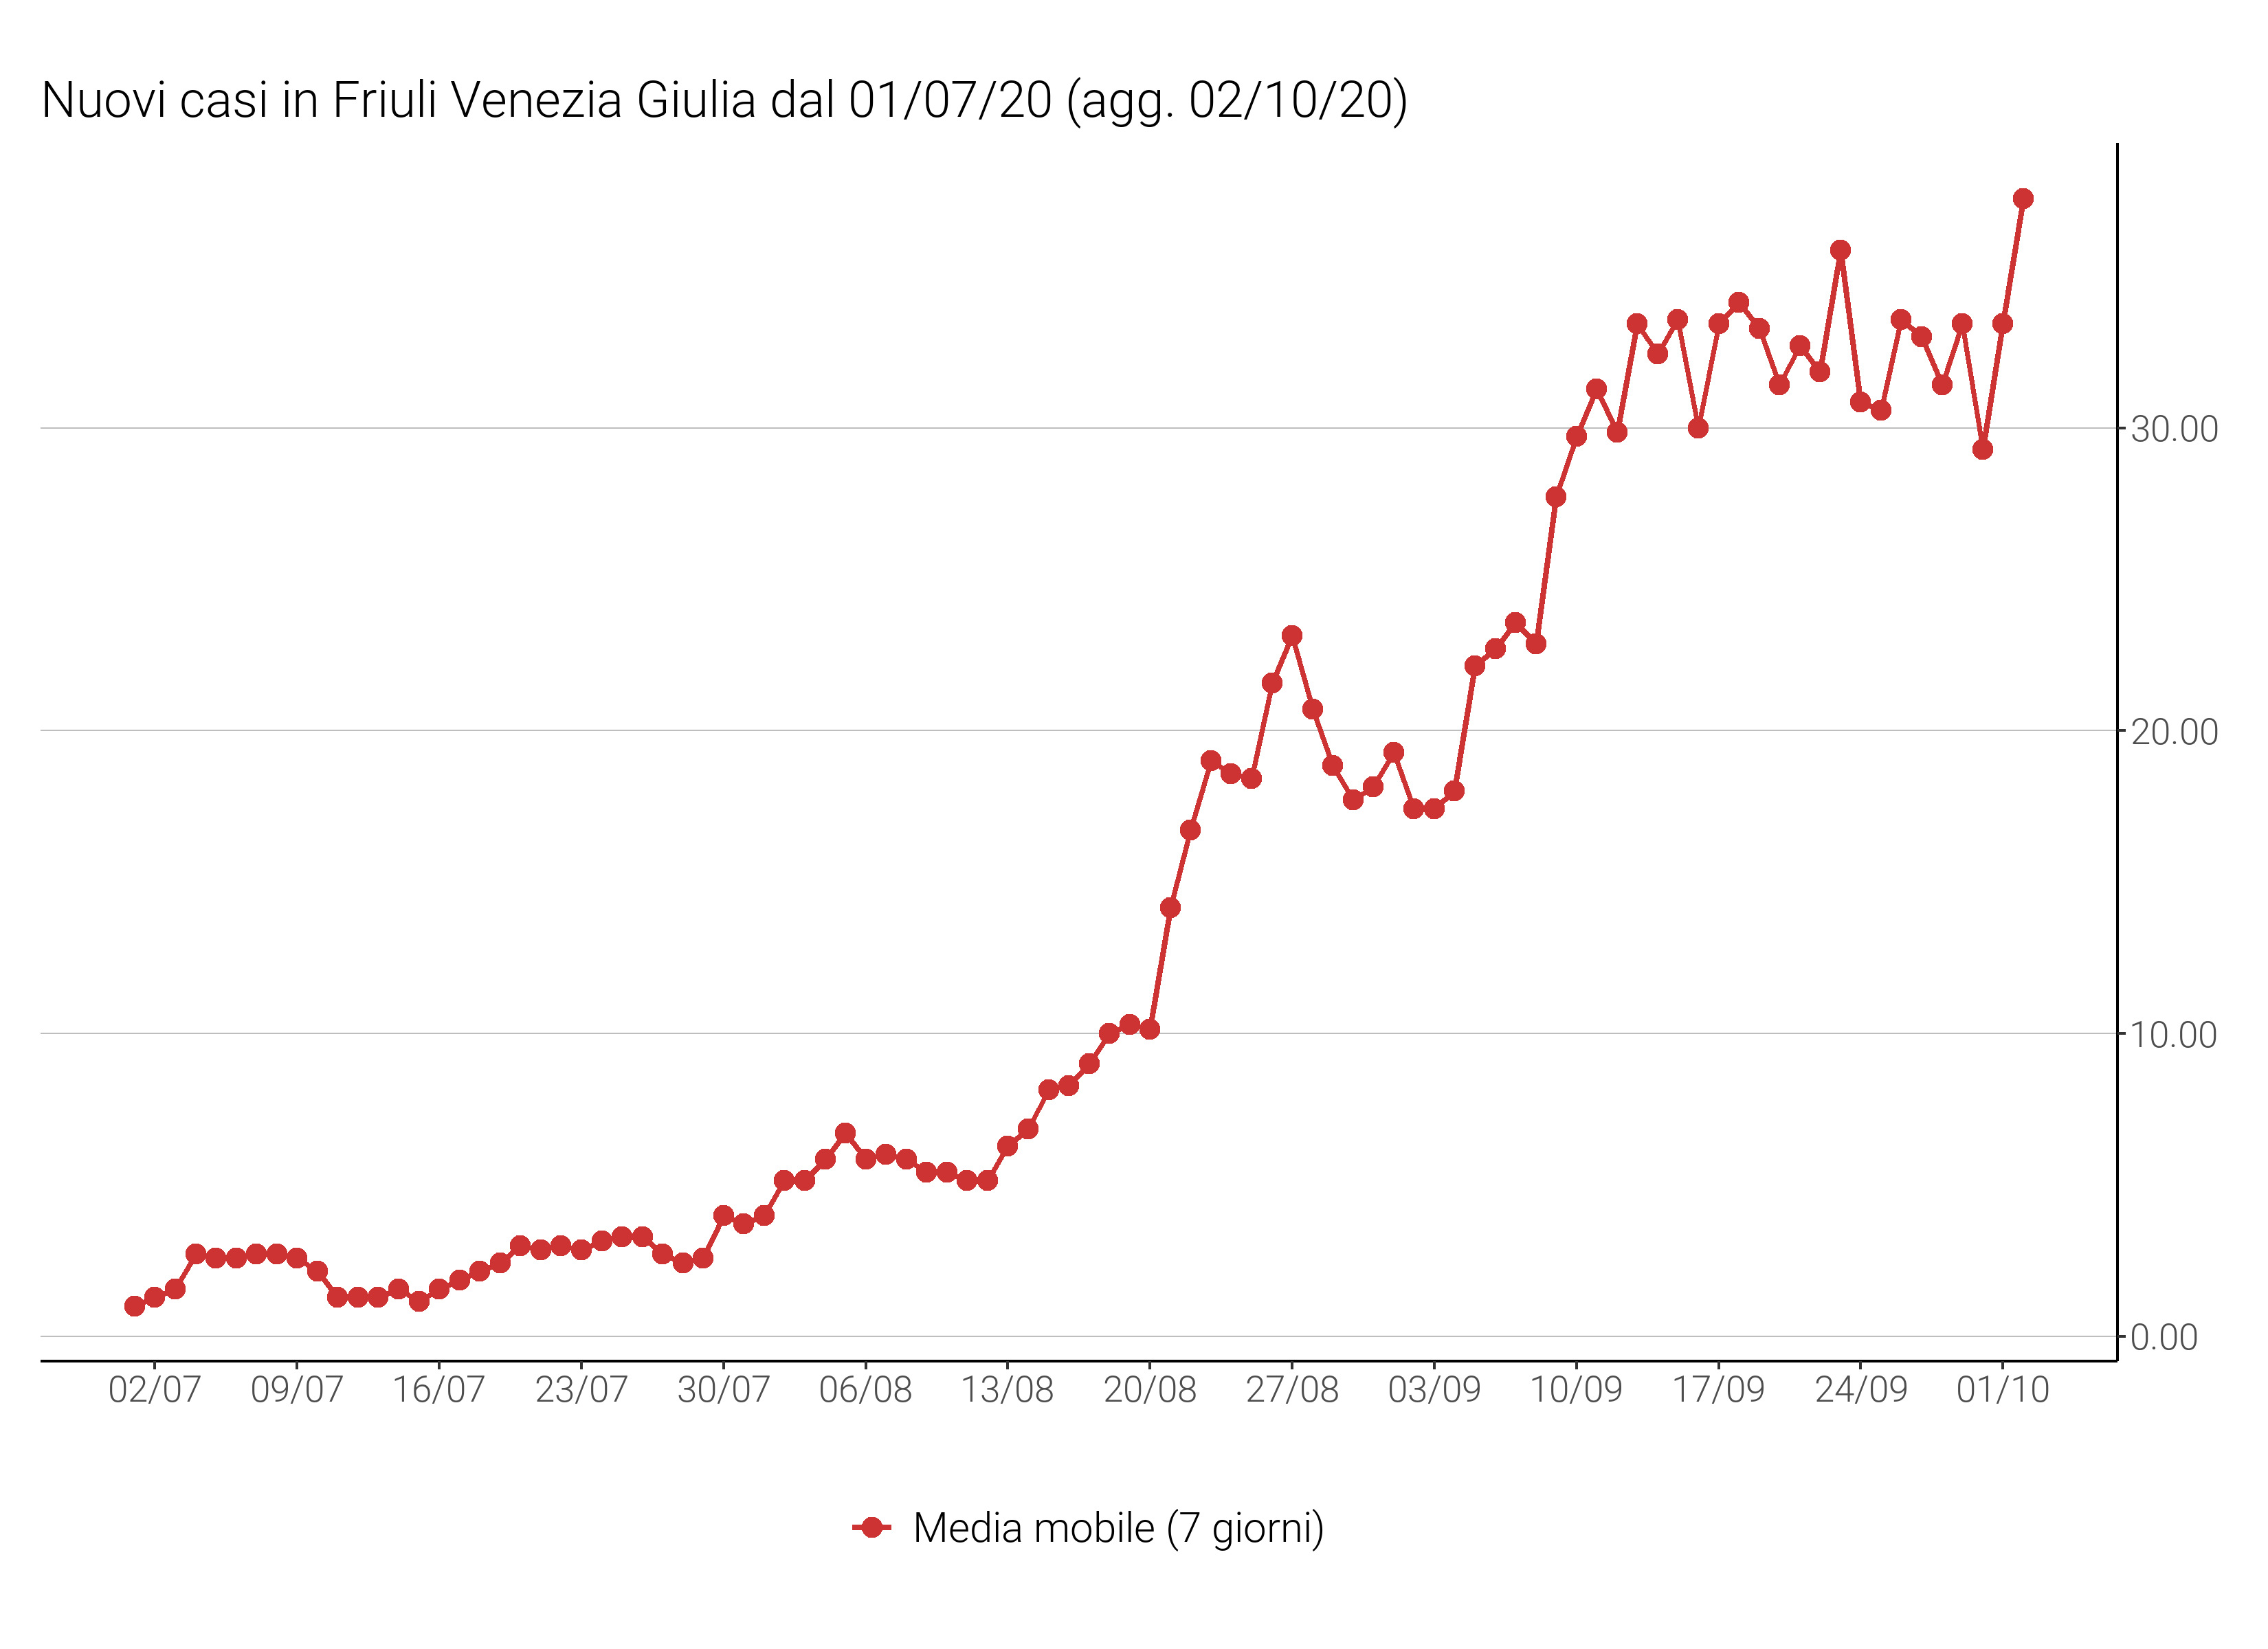 Nuovi casi in Friuli Venezia Giulia dal 01/07/20 (agg. 02/10/20)
30.00
20.00
10.00
0.00
02/07 09/07 16/07 23/07 30/07 06/08 13/08 20/08 27/08 03/09 10/09 17/09 24/09 01/10
Media mobile (7 giorni)